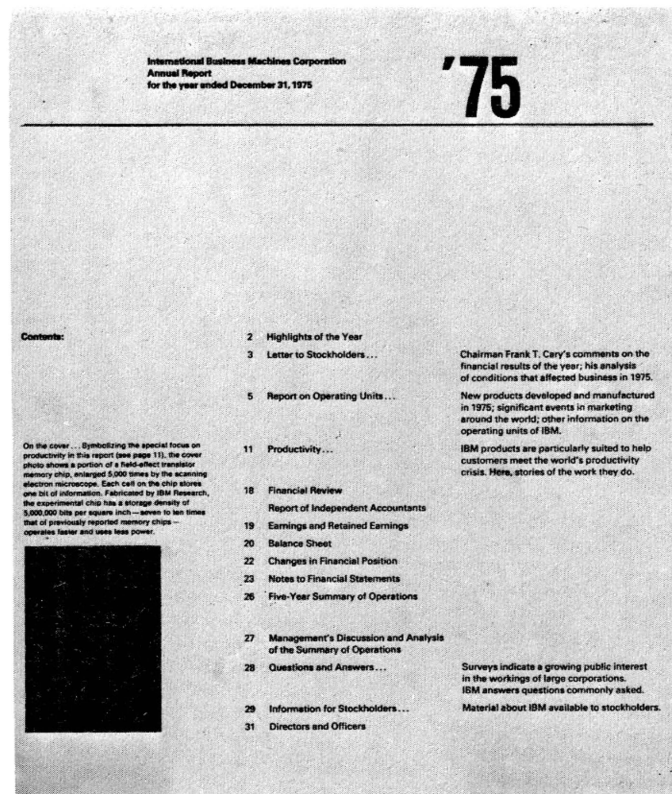 International Business Machines Corporation
Annual Report
for the year ended December 31, 1975
'75
Contents:
On the cover... Symbolizing the special focus on
productivity in this report (see page 11), the cover
photo shows a portion of a field-effect transistor
memory chip, enlarged 5,000 times by the scanning
electron microscope. Each cell on the chip stores
one bit of information. Fabricated by IBM Research,
the experimental chip has a storage density of
5,000,000 bits per square inch—seven to ten times
that of previously reported memory chips—
operates faster and uses less power.
2 Highlights of the Year
3 Letter to Stockholders...
Chairman Frank T. Cary's comments on the
financial results of the year; his analysis
of conditions that affected business in 1975.
5 Report on Operating Units...
New products developed and manufactured
in 1975; significant events in marketing
around the world; other information on the
operating units of IBM.
11 Productivity...
IBM products are particularly suited to help
customers meet the world's productivity
crisis. Here, stories of the work they do.
18 Financial Review
Report of Independent Accountants
19 Earnings and Retained Earnings
20 Balance Sheet
22 Changes in Financial Position
23 Notes to Financial Statements
26 Five-Year Summary of Operations
27 Management's Discussion and Analysis
of the Summary of Operations
28 Questions and Answers...
Surveys indicate a growing public interest
in the workings of large corporations.
IBM answers questions commonly asked.
29 Information for Stockholders...
Material about IBM available to stockholders.
31 Directors and Officers